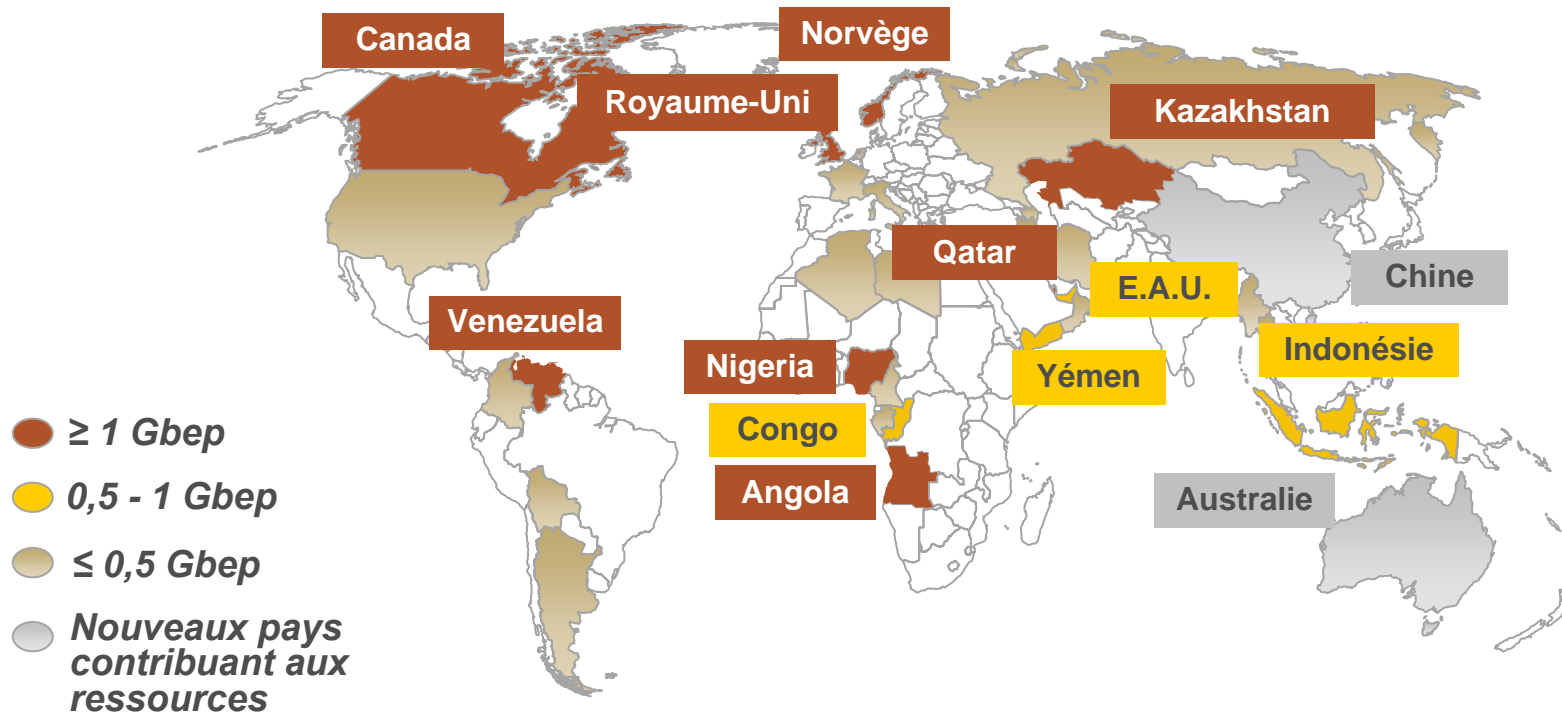 Canada
Norvège
Royaume-Uni
Kazakhstan
Qatar
E.A.U.
Chine
Venezuela
Nigeria
Yémen
Indonésie
Congo
Angola
Australie
≥ 1 Gbep
0,5 - 1 Gbep
≤ 0,5 Gbep
Nouveaux pays
contribuant aux
ressources